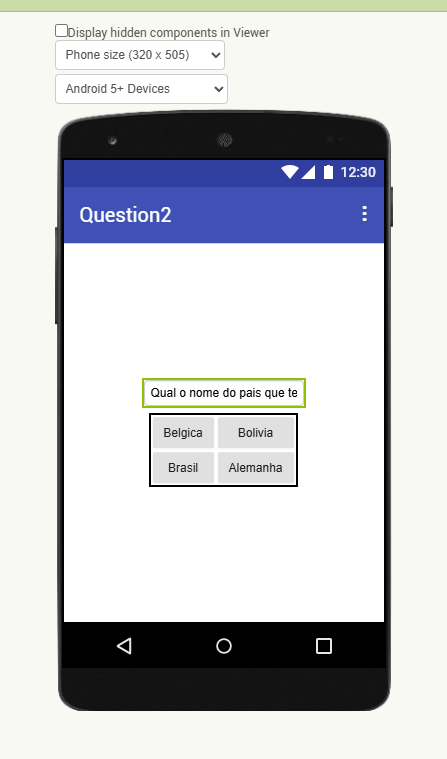 Display hidden components in Viewer
Phone size (320 x 505)
Android 5+ Devices
12:30
Question2
Qual o nome do pais que te
Belgica Bolivia
Brasil Alemanha